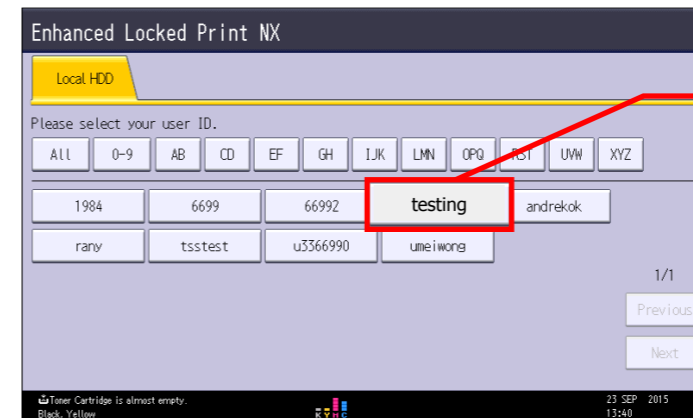 Enhanced Locked Print NX
Local HDD
Please select your user ID.
All 0-9 AB CD EF GH IJK LMN OPQ RST UVW XYZ
1984 6699 66992 testing andrekok
rany tsstest u3366990 umeiwong
1/1
Previous
Next
Toner Cartridge is almost empty. 23 SEP 2015
Black, Yellow K Y M C 13:40